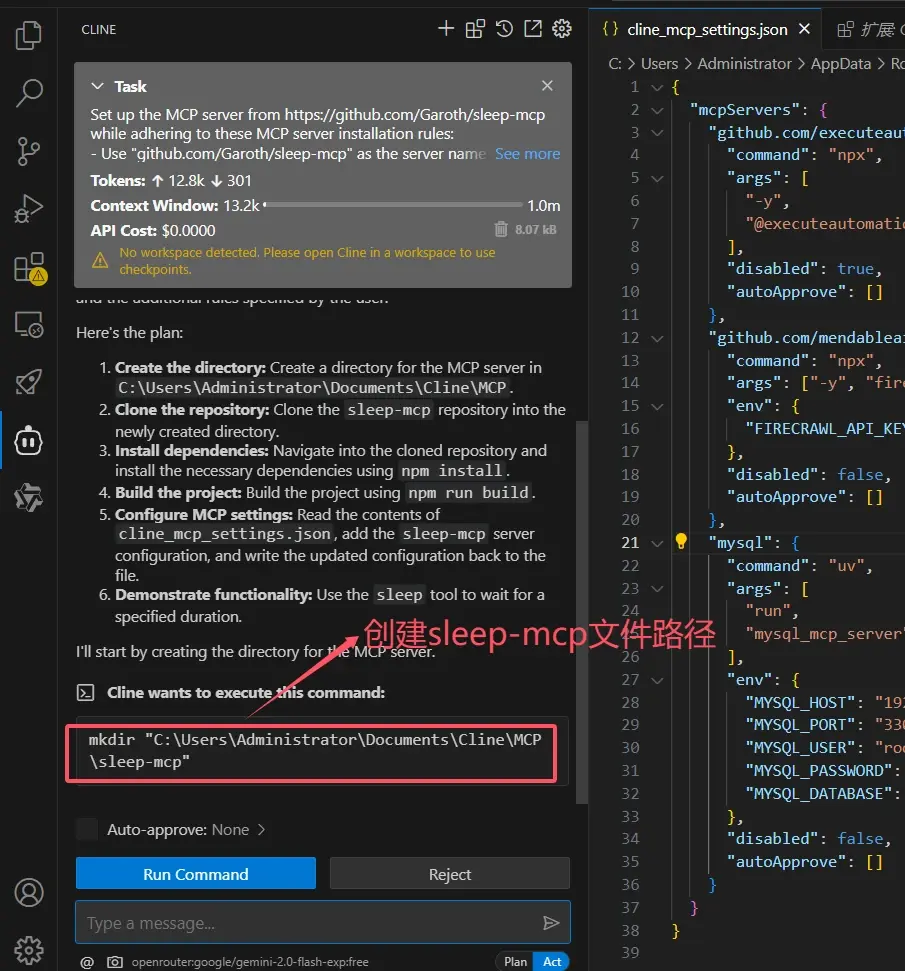 CLINE
Task
Set up the MCP server from https://github.com/Garoth/sleep-mcp
while adhering to these MCP server installation rules:
- Use "github.com/Garoth/sleep-mcp" as the server name See more
Tokens: ↑ 12.8k ↓ 301
Context Window: 13.2k 1.0m
API Cost: $0.0000 8.07 kB
No workspace detected. Please open Cline in a workspace to use
checkpoints.
and the additional rules specified by the user.
Here's the plan:
1. Create the directory: Create a directory for the MCP server in
C:\Users\Administrator\Documents\Cline\MCP.
2. Clone the repository: Clone the sleep-mcp repository into the
newly created directory.
3. Install dependencies: Navigate into the cloned repository and
install the necessary dependencies using npm install.
4. Build the project: Build the project using npm run build.
5. Configure MCP settings: Read the contents of
cline_mcp_settings.json, add the sleep-mcp server
configuration, and write the updated configuration back to the
file.
6. Demonstrate functionality: Use the sleep tool to wait for a
specified duration.
创建sleep-mcp文件路径
I'll start by creating the directory for the MCP server.
Cline wants to execute this command:
mkdir "C:\Users\Administrator\Documents\Cline\MCP
\sleep-mcp"
Auto-approve: None >
Run Command Reject
Type a message...
@ openrouter:google/gemini-2.0-flash-exp:free Plan Act
{} cline_mcp_settings.json × 扩展
C: > Users > Administrator > AppData >
1 {
2 "mcpServers": {
3 "github.com/executeaut
4 "command": "npx",
5 "args": [
6 "-y",
7 "@executeautomatic
8 ],
9 "disabled": true,
10 "autoApprove": []
11 },
12 "github.com/mendableai
13 "command": "npx",
14 "args": ["-y", "fire
15 "env": {
16 "FIRECRAWL_API_KEY
17 },
18 "disabled": false,
19 "autoApprove": []
20 },
21 "mysql": {
22 "command": "uv",
23 "args": [
24 "run",
"mysql_mcp_server"
26 ],
27 "env": {
28 "MYSQL_HOST": "192
29 "MYSQL_PORT": "330
30 "MYSQL_USER": "roo
31 "MYSQL_PASSWORD":
32 "MYSQL_DATABASE":
33 },
34 "disabled": false,
35 "autoApprove": []
36 }
37 }
38 }
39